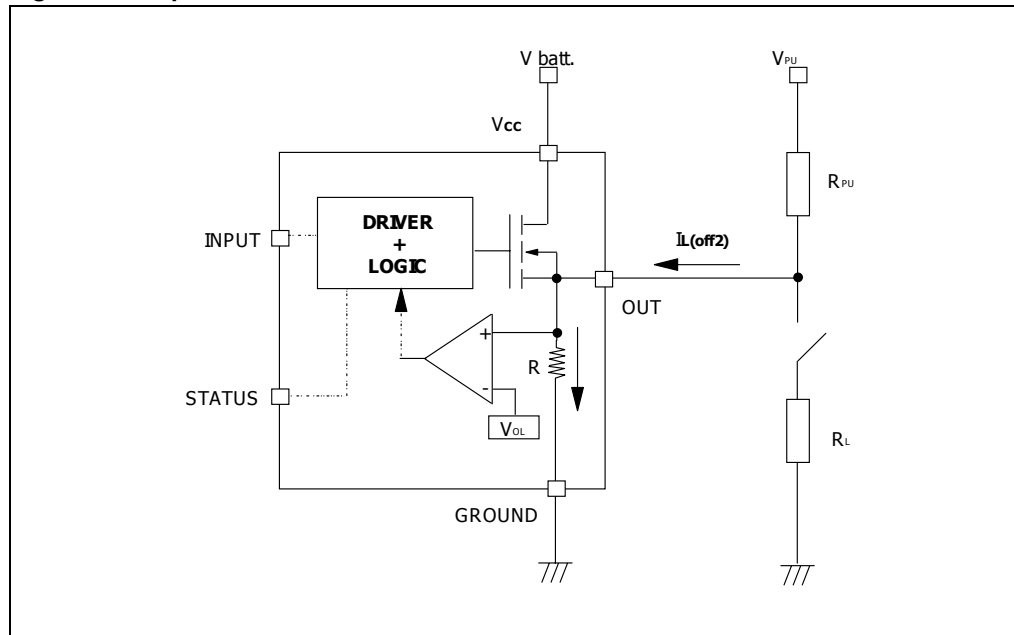 V batt.
VPU
Vcc
RPU
DRIVER
+
LOGIC
INPUT
IL(off2)
OUT
+
R
-
STATUS
VOL
RL
GROUND